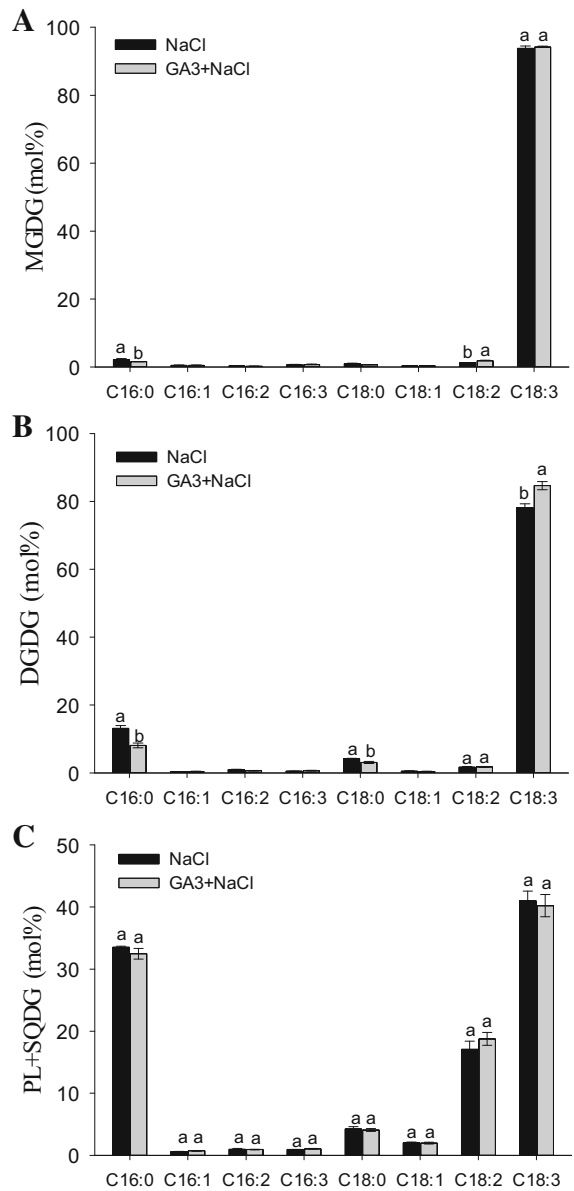 A
NaCl
GA3+NaCl
MGDG (mol%)
100
80
60
40
20
0
a b
b a
a a
C16:0 C16:1 C16:2 C16:3 C18:0 C18:1 C18:2 C18:3
B
NaCl
GA3+NaCl
DGDG (mol%)
100
80
60
40
20
0
a b
a b
a a
b a
C16:0 C16:1 C16:2 C16:3 C18:0 C18:1 C18:2 C18:3
C
NaCl
GA3+NaCl
PL+SQDG (mol%)
50
40
30
20
10
0
a a
a a
a a
a a
a a
a a
a a
a a
C16:0 C16:1 C16:2 C16:3 C18:0 C18:1 C18:2 C18:3